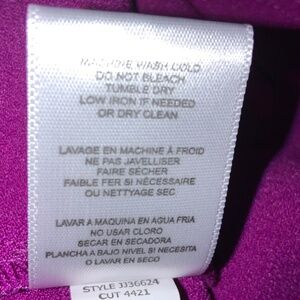 MACHINE WASH COLD
DO NOT BLEACH
TUMBLE DRY
LOW IRON IF NEEDED
OR DRY CLEAN
LAVAGE EN MACHINE À FROID
NE PAS JAVELLISER
FAIRE SÉCHER
FAIBLE FER SI NÉCESSAIRE
OU NETTYAGE SEC
LAVAR A MAQUINA EN AGUA FRIA
NO USAR CLORO
SECAR EN SECADORA
PLANCHA A BAJO NIVEL SI NECESITA
O LAVAR EN SECO
STYLE JJ36624
CUT 4421